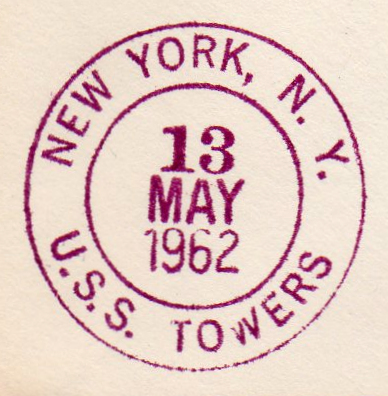 NEW YORK, N. Y.
13
MAY
1962
U.S.S. TOWERS